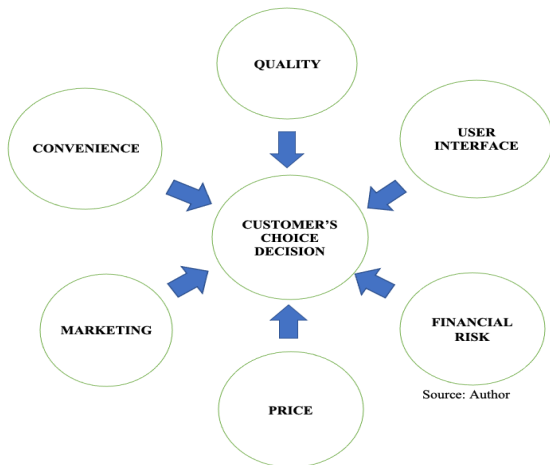 QUALITY
CONVENIENCE
USER
INTERFACE
CUSTOMER'S
CHOICE
DECISION
MARKETING
FINANCIAL
RISK
PRICE
Source: Author